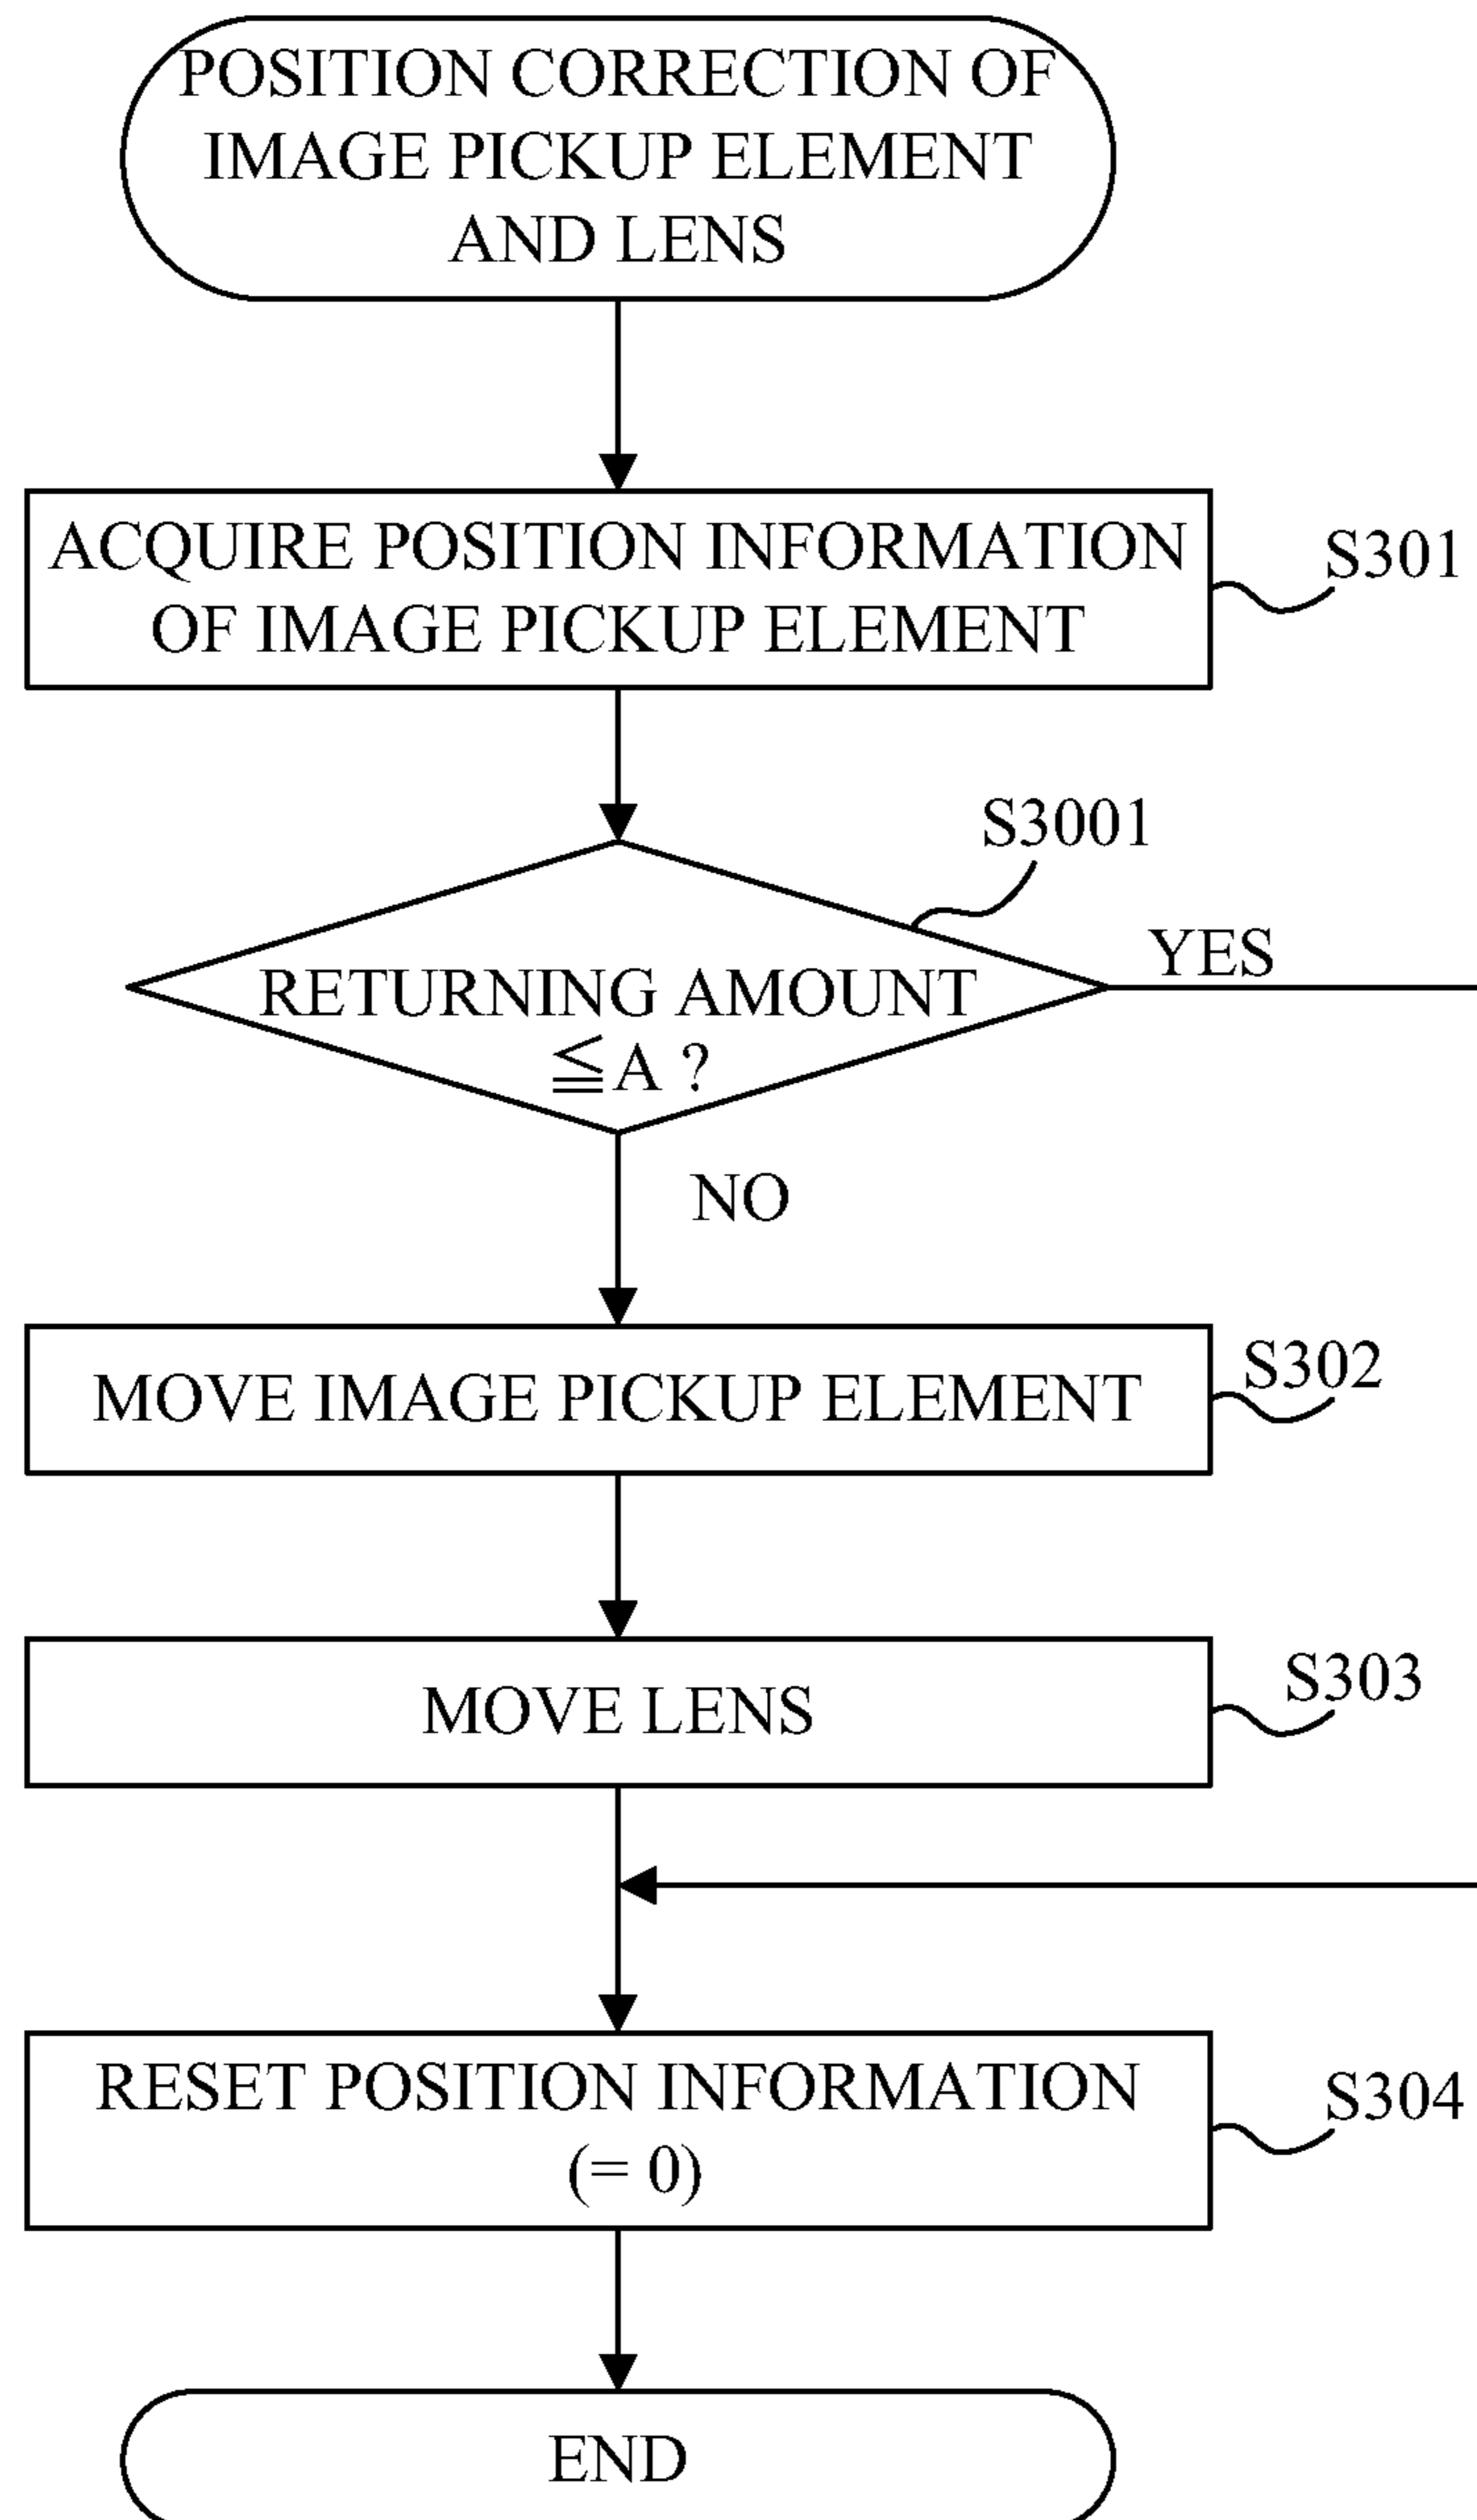 POSITION CORRECTION OF
IMAGE PICKUP ELEMENT
AND LENS
ACQUIRE POSITION INFORMATION
OF IMAGE PICKUP ELEMENT
S301
S3001
RETURNING AMOUNT
≦A ?
YES
NO
MOVE IMAGE PICKUP ELEMENT
S302
MOVE LENS
S303
RESET POSITION INFORMATION
(= 0)
S304
END